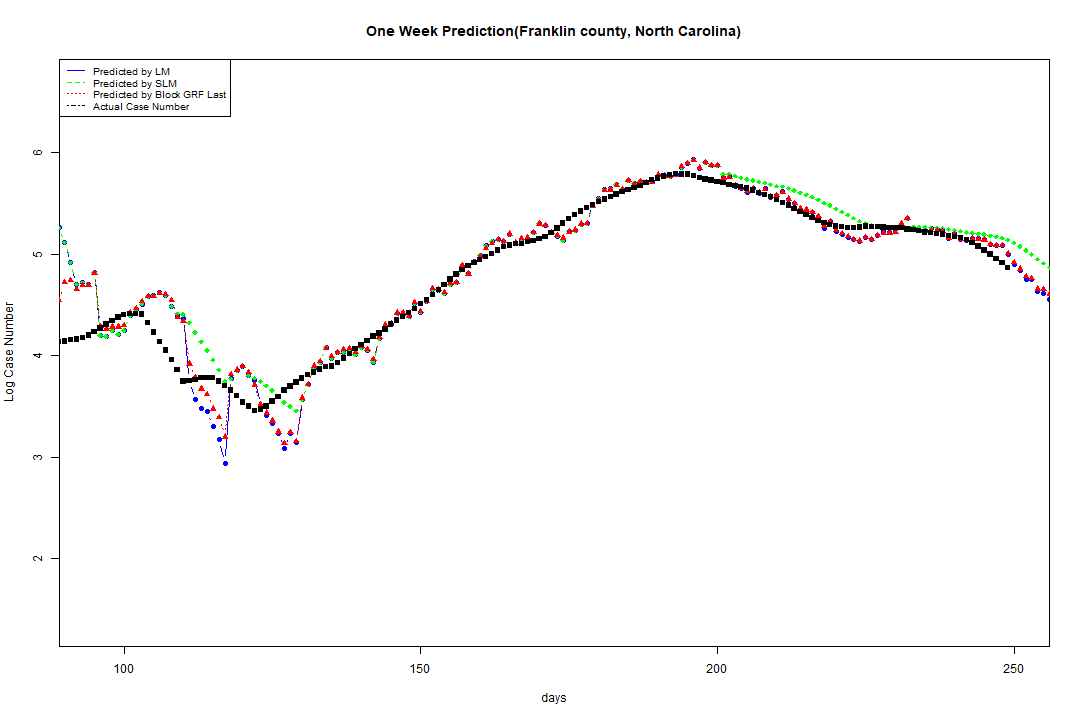 One Week Prediction(Franklin county, North Carolina)
Predicted by LM
Predicted by SLM
Predicted by Block GRF Last
Actual Case Number
Log Case Number
6
5
4
3
2
100
150
200
250
days